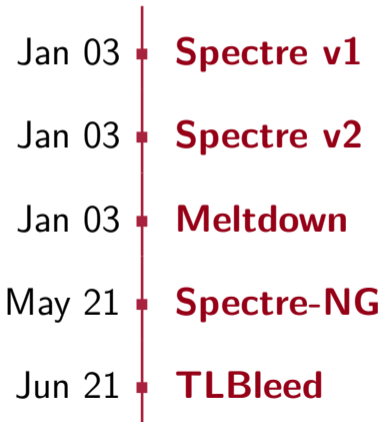 Jan 03 Spectre v1
Jan 03 Spectre v2
Jan 03 Meltdown
May 21 Spectre-NG
Jun 21 TLBleed